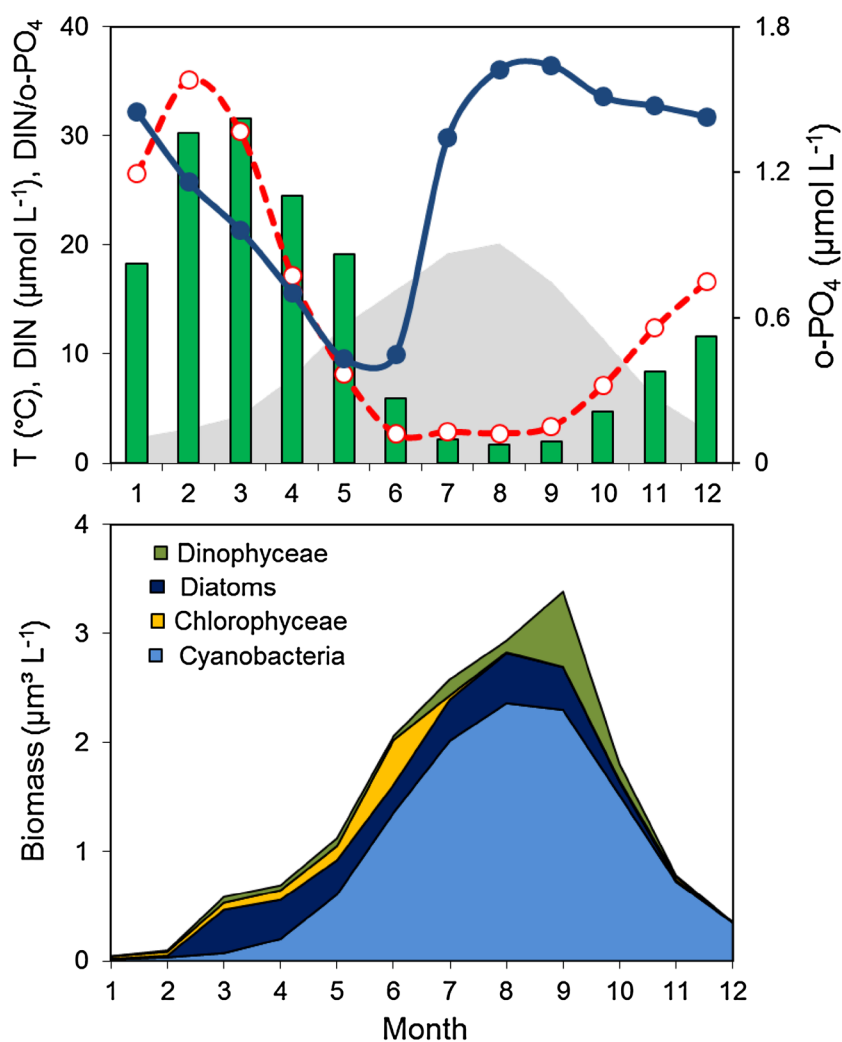 T (°C), DIN (µmol L⁻¹), DIN/o-PO₄
40
30
20
10
0
1.8
1.2
0.6
0
o-PO₄ (µmol L⁻¹)
1 2 3 4 5 6 7 8 9 10 11 12
Biomass (µm³ L⁻¹)
4
3
2
1
0
Dinophyceae
Diatoms
Chlorophyceae
Cyanobacteria
1 2 3 4 5 6 7 8 9 10 11 12
Month